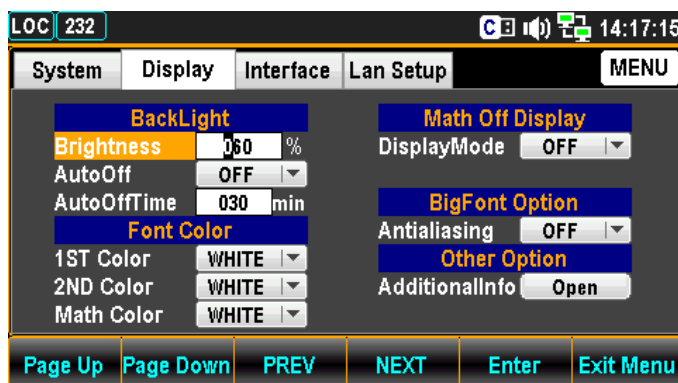 LOC 232 C 14:17:15
System Display Interface Lan Setup MENU
BackLight
Brightness 060 %
AutoOff OFF
AutoOffTime 030 min
Font Color
1ST Color WHITE
2ND Color WHITE
Math Color WHITE
Math Off Display
DisplayMode OFF
BigFont Option
Antialiasing OFF
Other Option
AdditionalInfo Open
Page Up Page Down PREV NEXT Enter Exit Menu